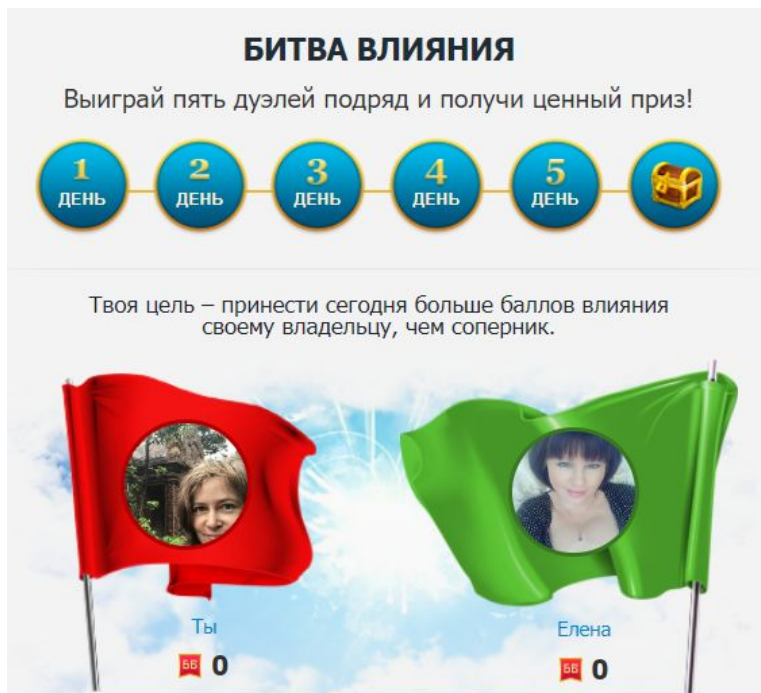 БИТВА ВЛИЯНИЯ
Выиграй пять дуэлей подряд и получи ценный приз!
1
ДЕНЬ
2
ДЕНЬ
3
ДЕНЬ
4
ДЕНЬ
5
ДЕНЬ
Твоя цель – принести сегодня больше баллов влияния
своему владельцу, чем соперник.
Ты
ББ 0
Елена
ББ 0